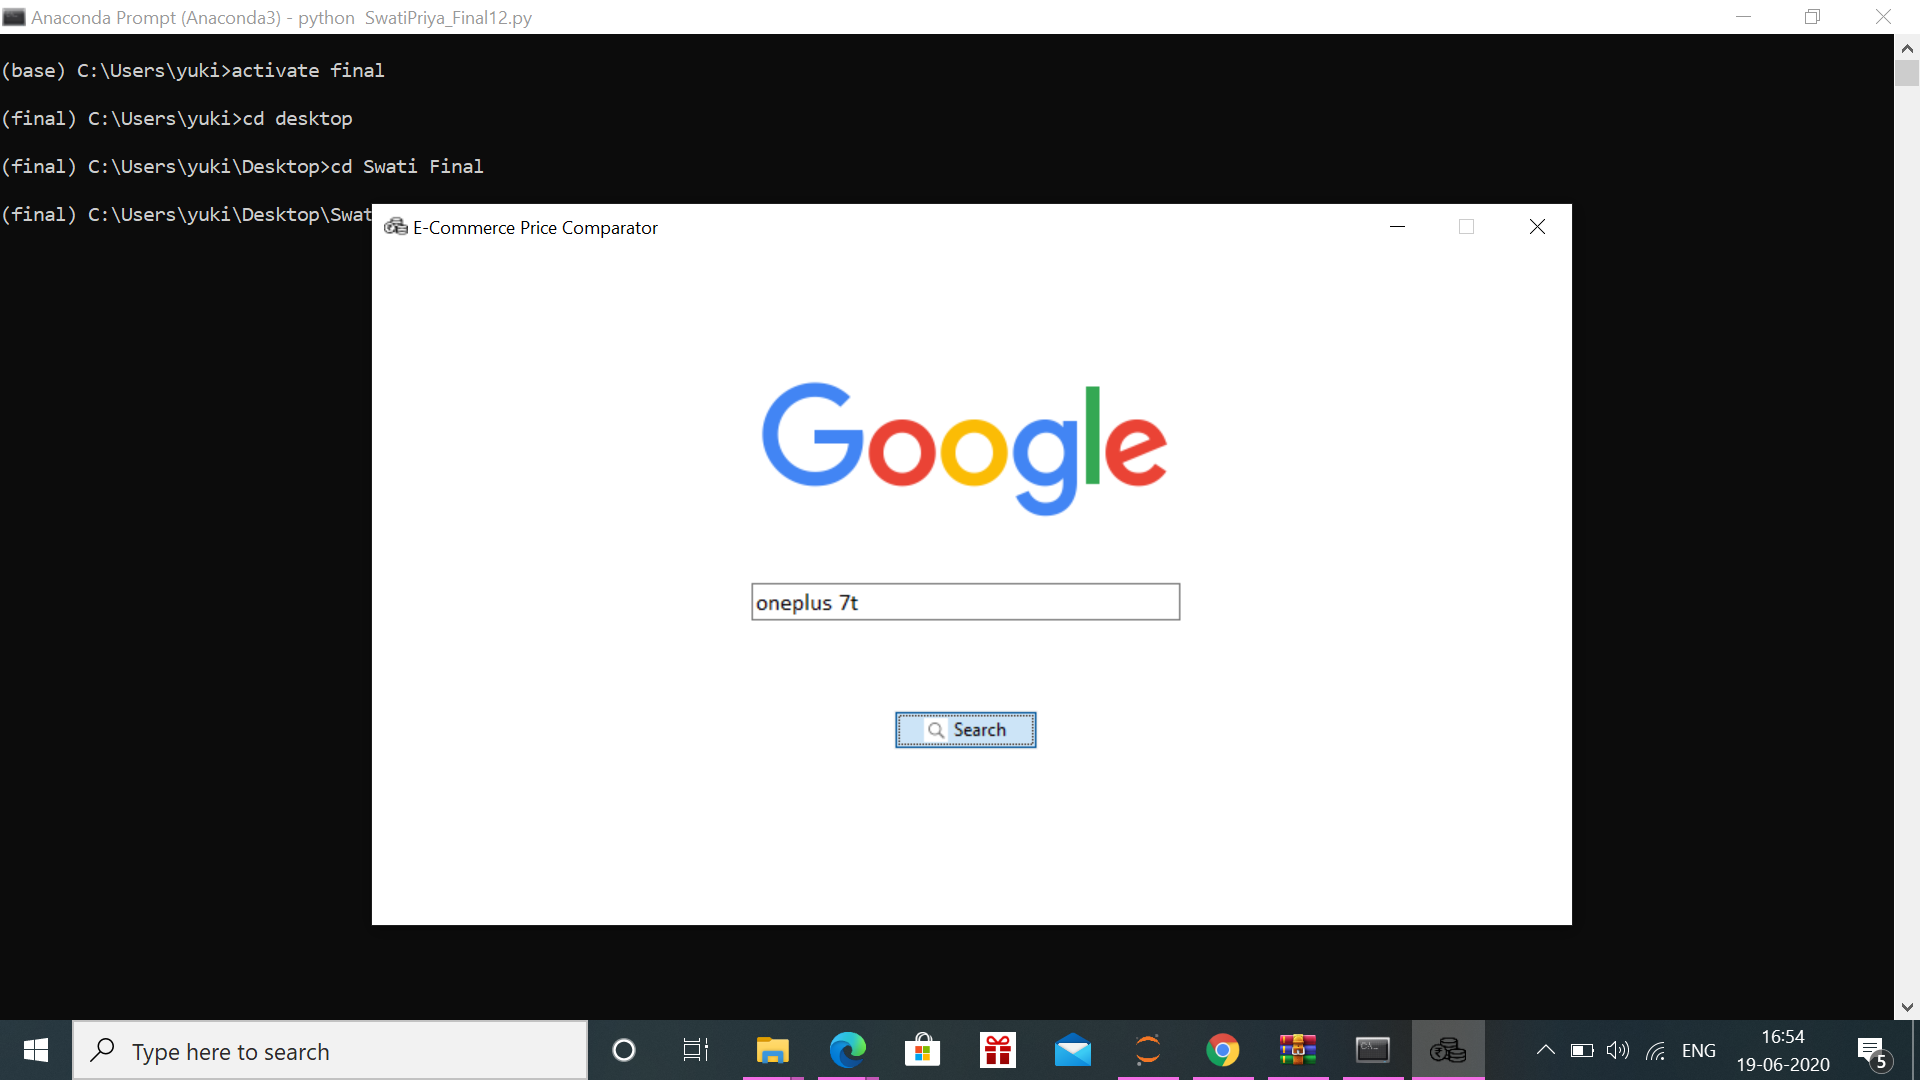 Anaconda Prompt (Anaconda3) - python  SwatiPriya_Final12.py
(base) C:\Users\yuki>activate final
(final) C:\Users\yuki>cd desktop
(final) C:\Users\yuki\Desktop>cd Swati Final
(final) C:\Users\yuki\Desktop\Swat
E-Commerce Price Comparator
Google
oneplus 7t
Search
Type here to search
ENG
16:54
19-06-2020
5